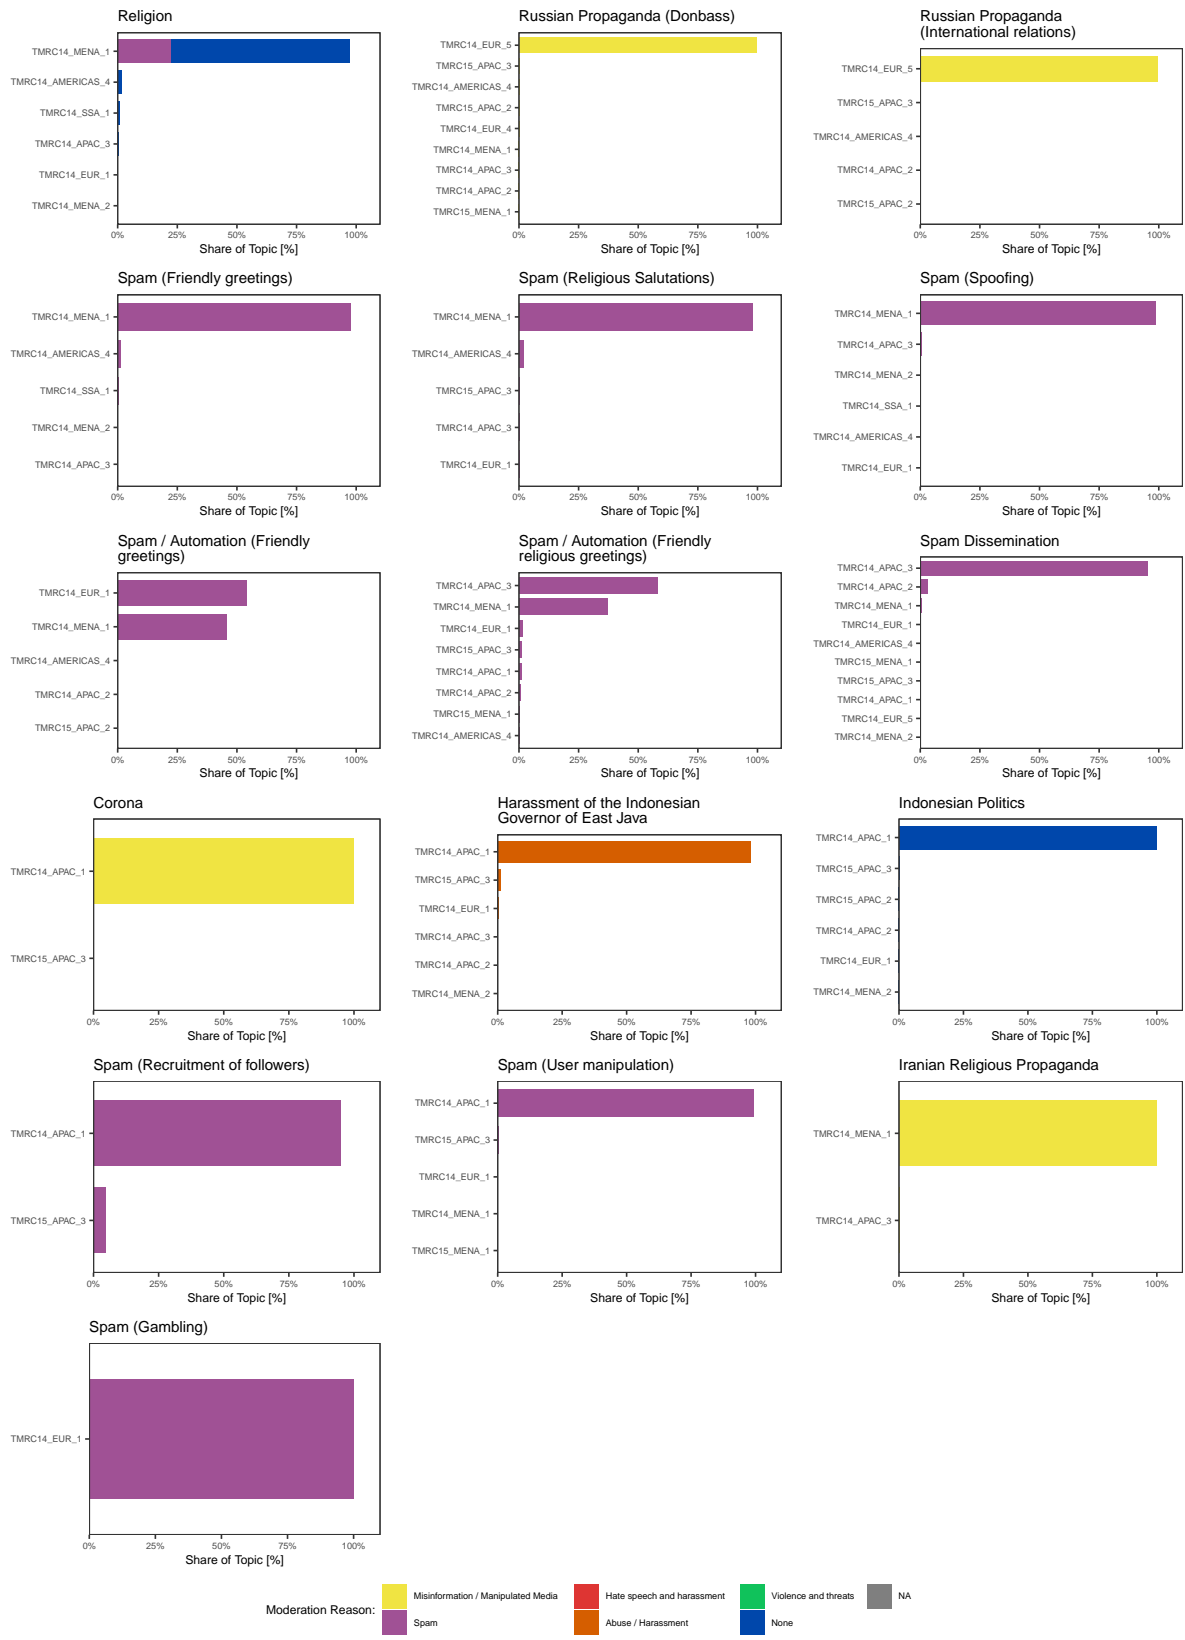 Religion
TMRC14_MENA_1
TMRC14_AMERICAS_4
TMRC14_SSA_1
TMRC14_APAC_3
TMRC14_EUR_1
TMRC14_MENA_2
0% 25% 50% 75% 100%
Share of Topic [%]
Russian Propaganda (Donbass)
TMRC14_EUR_5
TMRC15_APAC_3
TMRC14_AMERICAS_4
TMRC15_APAC_2
TMRC14_EUR_4
TMRC14_MENA_1
TMRC14_APAC_3
TMRC14_APAC_2
TMRC15_MENA_1
0% 25% 50% 75% 100%
Share of Topic [%]
Russian Propaganda
(International relations)
TMRC14_EUR_5
TMRC15_APAC_3
TMRC14_AMERICAS_4
TMRC14_APAC_2
TMRC15_APAC_2
0% 25% 50% 75% 100%
Share of Topic [%]
Spam (Friendly greetings)
TMRC14_MENA_1
TMRC14_AMERICAS_4
TMRC14_SSA_1
TMRC14_MENA_2
TMRC14_APAC_3
0% 25% 50% 75% 100%
Share of Topic [%]
Spam (Religious Salutations)
TMRC14_MENA_1
TMRC14_AMERICAS_4
TMRC15_APAC_3
TMRC14_APAC_3
TMRC14_EUR_1
0% 25% 50% 75% 100%
Share of Topic [%]
Spam (Spoofing)
TMRC14_MENA_1
TMRC14_APAC_3
TMRC14_MENA_2
TMRC14_SSA_1
TMRC14_AMERICAS_4
TMRC14_EUR_1
0% 25% 50% 75% 100%
Share of Topic [%]
Spam / Automation (Friendly
greetings)
TMRC14_EUR_1
TMRC14_MENA_1
TMRC14_AMERICAS_4
TMRC14_APAC_2
TMRC15_APAC_2
0% 25% 50% 75% 100%
Share of Topic [%]
Spam / Automation (Friendly
religious greetings)
TMRC14_APAC_3
TMRC14_MENA_1
TMRC14_EUR_1
TMRC15_APAC_3
TMRC14_APAC_1
TMRC14_APAC_2
TMRC15_MENA_1
TMRC14_AMERICAS_4
0% 25% 50% 75% 100%
Share of Topic [%]
Spam Dissemination
TMRC14_APAC_3
TMRC14_APAC_2
TMRC14_MENA_1
TMRC14_EUR_1
TMRC14_AMERICAS_4
TMRC15_MENA_1
TMRC15_APAC_3
TMRC14_APAC_1
TMRC14_EUR_5
TMRC14_MENA_2
0% 25% 50% 75% 100%
Share of Topic [%]
Corona
TMRC14_APAC_1
TMRC15_APAC_3
0% 25% 50% 75% 100%
Share of Topic [%]
Harassment of the Indonesian
Governor of East Java
TMRC14_APAC_1
TMRC15_APAC_3
TMRC14_EUR_1
TMRC14_APAC_3
TMRC14_APAC_2
TMRC14_MENA_2
0% 25% 50% 75% 100%
Share of Topic [%]
Indonesian Politics
TMRC14_APAC_1
TMRC15_APAC_3
TMRC15_APAC_2
TMRC14_APAC_2
TMRC14_EUR_1
TMRC14_MENA_2
0% 25% 50% 75% 100%
Share of Topic [%]
Spam (Recruitment of followers)
TMRC14_APAC_1
TMRC15_APAC_3
0% 25% 50% 75% 100%
Share of Topic [%]
Spam (User manipulation)
TMRC14_APAC_1
TMRC15_APAC_3
TMRC14_EUR_1
TMRC14_MENA_1
TMRC15_MENA_1
0% 25% 50% 75% 100%
Share of Topic [%]
Iranian Religious Propaganda
TMRC14_MENA_1
TMRC14_APAC_3
0% 25% 50% 75% 100%
Share of Topic [%]
Spam (Gambling)
TMRC14_EUR_1
0% 25% 50% 75% 100%
Share of Topic [%]
Moderation Reason:
Misinformation / Manipulated Media Hate speech and harassment Violence and threats NA
Spam Abuse / Harassment None